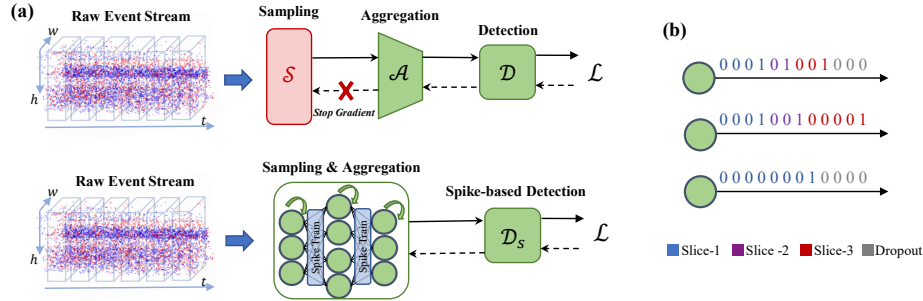 (a)
Raw Event Stream
w
h
t
Sampling
S
Aggregation
A
Detection
D
L
Stop Gradient
Raw Event Stream
w
h
t
Sampling & Aggregation
Spike-Train
Spike-Train
Spike-based Detection
D_S
L
(b)
0 0 0 1 0 1 0 0 1 0 0 0
0 0 0 1 0 0 1 0 0 0 0 1
0 0 0 0 0 0 0 1 0 0 0 0
Slice-1 Slice -2 Slice-3 Dropout